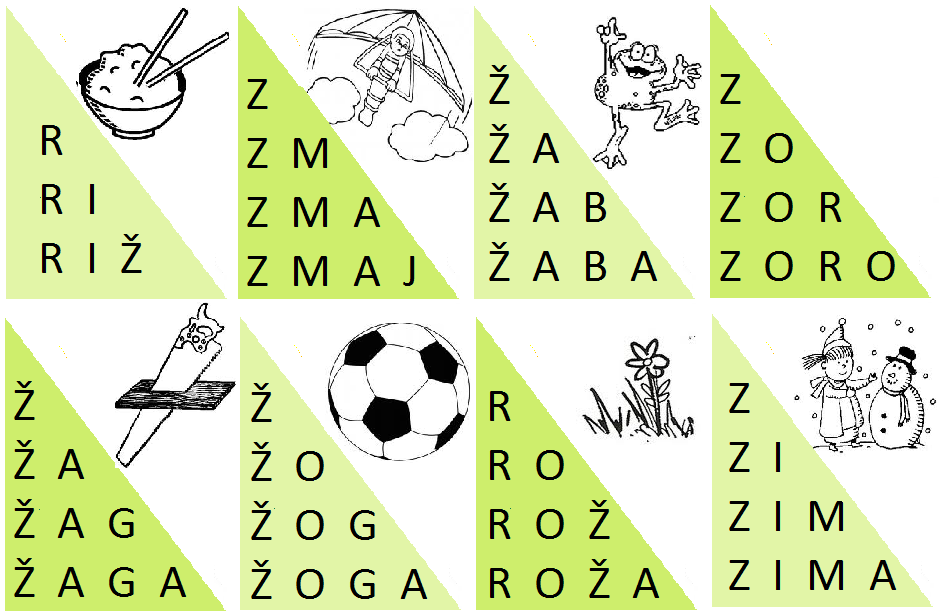 R
R I
R I Ž
Z
Z M
Z M A
Z M A J
Ž
Ž A
Ž A B
Ž A B A
Z
Z O
Z O R
Z O R O
Ž
Ž A
Ž A G
Ž A G A
Ž
Ž O
Ž O G
Ž O G A
R
R O
R O Ž
R O Ž A
Z
Z I
Z I M
Z I M A